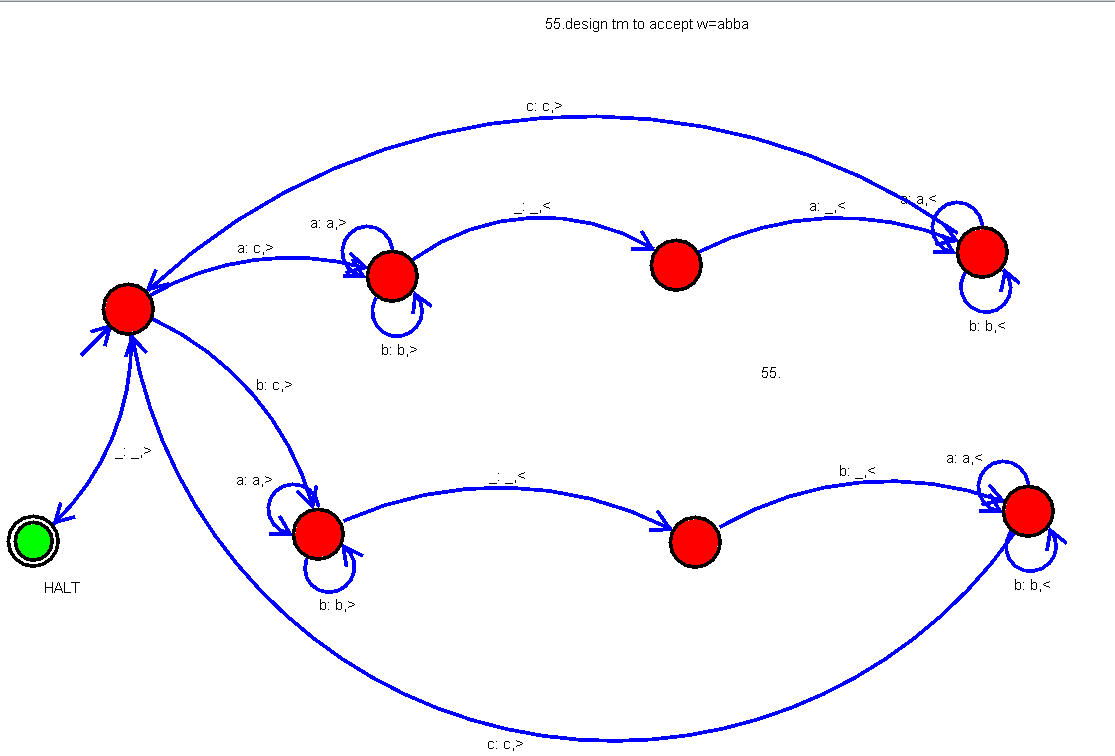 55.design tm to accept w=abba
c: c,>
a: a,>
_: _,<
a: _,<
a: a,<
a: c,>
b: b,>
b: b,<
55.
b: c,>
_: _,>
a: a,>
_: _,<
b: _,<
a: a,<
HALT
b: b,>
b: b,<
c: c,>